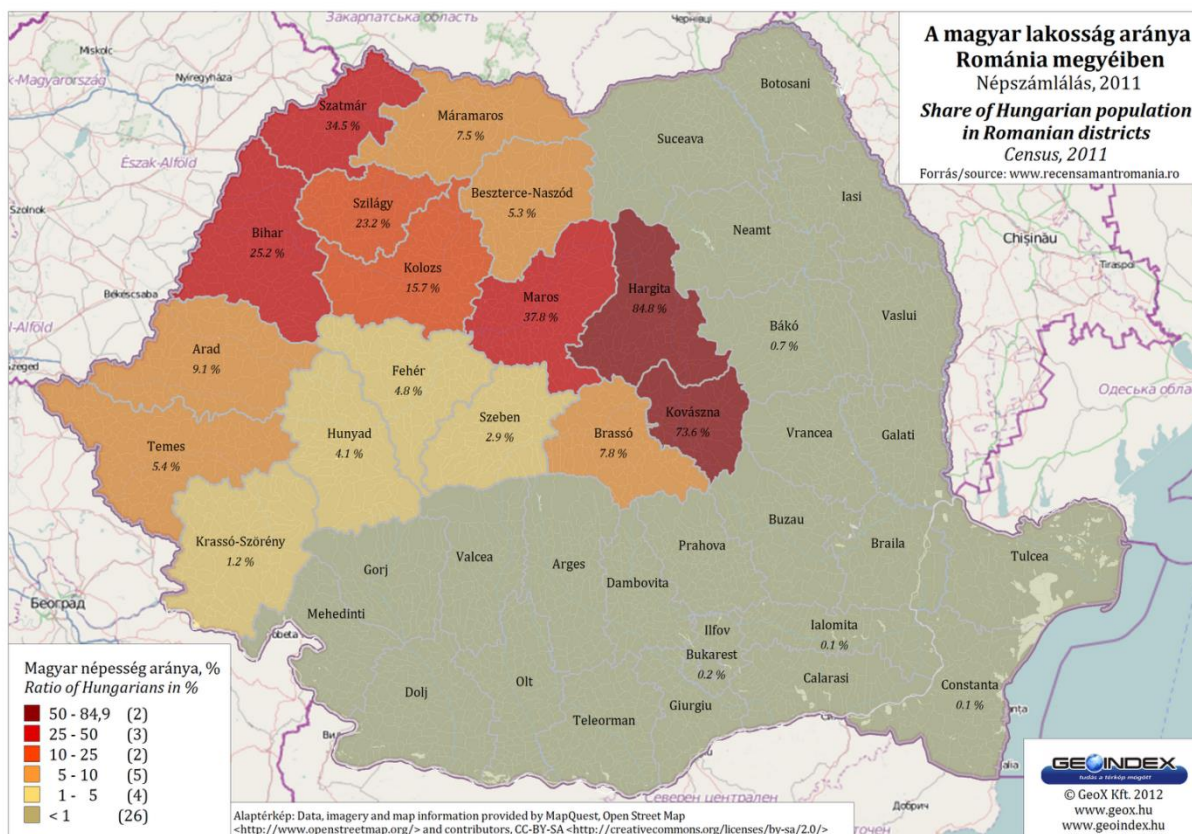 A magyar lakosság aránya
Románia megyéiben
Népszámlálás, 2011
Share of Hungarian population
in Romanian districts
Census, 2011
Forrás/source: www.recensamantromania.ro
Закарпатська область
Чернівці
Miskolc
Nyíregyháza
Észak-Alföld
Szolnok
Békéscsaba
Szeged
Београд
Chișinău
Tiraspol
Одеська обла
Добрич
Северен централен
Botosani
Suceava
Iasi
Neamt
Vaslui
Szatmár
34.5 %
Máramaros
7.5 %
Beszterce-Naszód
5.3 %
Szilágy
23.2 %
Bihar
25.2 %
Kolozs
15.7 %
Maros
37.8 %
Hargita
84.8 %
Bákó
0.7 %
Arad
9.1 %
Fehér
4.8 %
Szeben
2.9 %
Kovászna
73.6 %
Brassó
7.8 %
Hunyad
4.1 %
Temes
5.4 %
Krassó-Szörény
1.2 %
Vrancea
Galati
Buzau
Braila
Tulcea
Prahova
Valcea
Arges
Dambovita
Gorj
Mehedinti
Ilfov
Bukarest
0.2 %
Ialomita
0.1 %
Calarasi
Constanta
0.1 %
Dolj
Olt
Teleorman
Giurgiu
Magyar népesség aránya, %
Ratio of Hungarians in %
50 - 84,9 (2)
25 - 50 (3)
10 - 25 (2)
5 - 10 (5)
1 - 5 (4)
< 1 (26)
Alaptérkép: Data, imagery and map information provided by MapQuest, Open Street Map
<http://www.openstreetmap.org/> and contributors, CC-BY-SA <http://creativecommons.org/licenses/by-sa/2.0/>
GEOINDEX
tudás a térkép mögött
© GeoX Kft. 2012
www.geox.hu
www.geoindex.hu